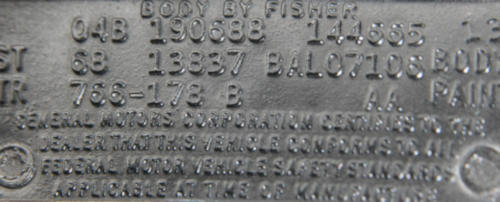 BODY BY FISHER
04B 190688 144665 13
ST 68 13837 BAL07106 BODY
TR 766-178 B AA PAINT
GENERAL MOTORS CORPORATION CERTIFIES TO THE
DEALER THAT THIS VEHICLE CONFORMS TO ALL
FEDERAL MOTOR VEHICLE SAFETY STANDARDS
APPLICABLE AT TIME OF MANUFACTURE